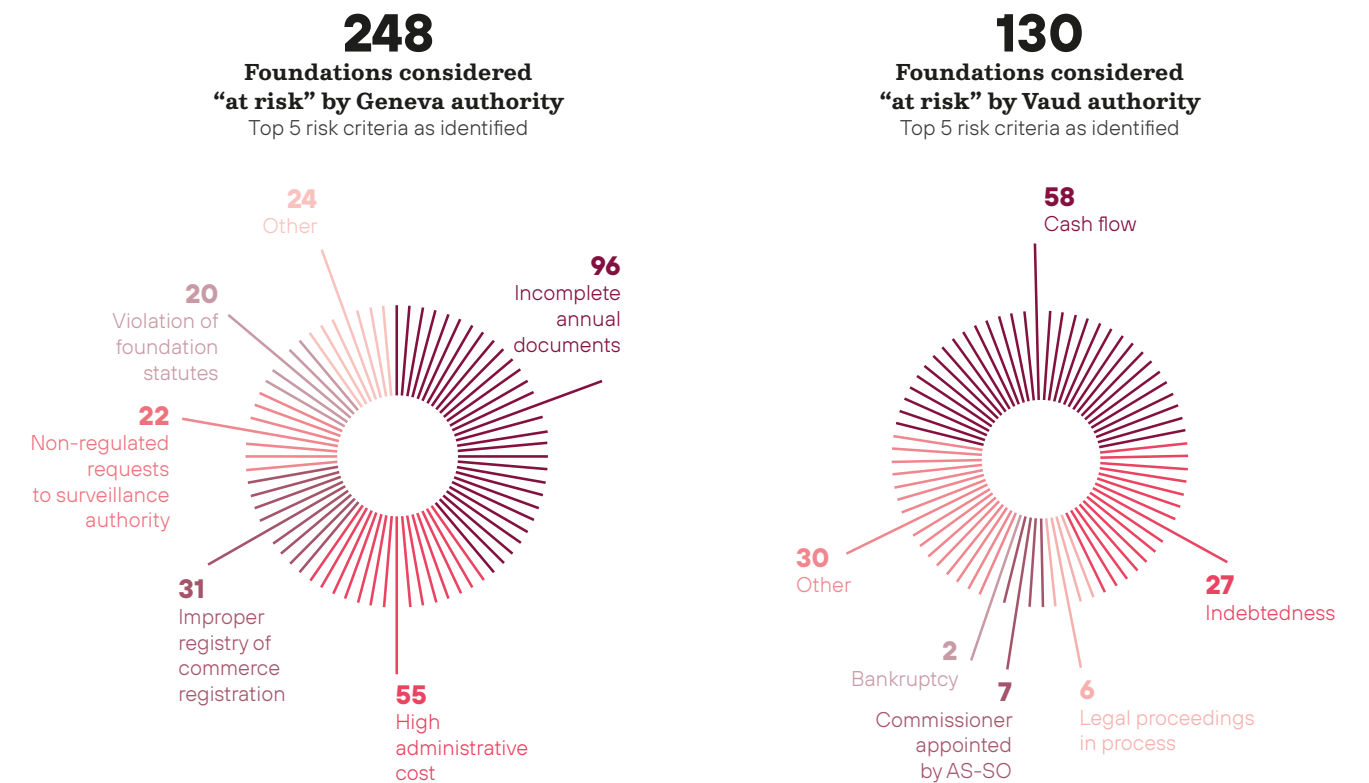 248
Foundations considered
“at risk” by Geneva authority
Top 5 risk criteria as identified
24
Other
96
Incomplete
annual
documents
20
Violation of
foundation
statutes
22
Non-regulated
requests
to surveillance
authority
31
Improper
registry of
commerce
registration
55
High
administrative
cost
130
Foundations considered
“at risk” by Vaud authority
Top 5 risk criteria as identified
58
Cash flow
30
Other
27
Indebtedness
2
Bankruptcy
7
Commissioner
appointed
by AS-SO
6
Legal proceedings
in process